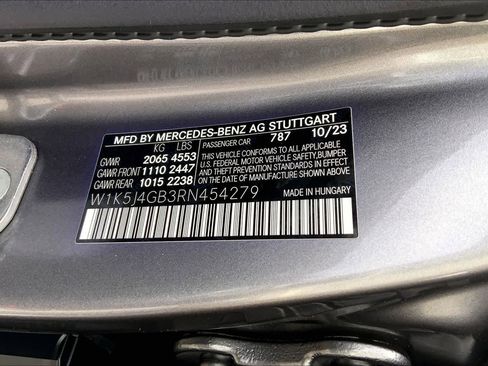 MFD BY MERCEDES-BENZ AG STUTTGART
KG LBS PASSENGER CAR 787 10/23
GVWR 2065 4553
GAWR FRONT 1110 2447
GAWR REAR 1015 2238
THIS VEHICLE CONFORMS TO ALL APPLICABLE
U.S. FEDERAL MOTOR VEHICLE SAFETY, BUMPER
AND THEFT PREVENTION STANDARDS IN EFFECT
ON THE DATE OF MANUFACTURE SHOWN ABOVE.
W1K5J4GB3RN454279
MADE IN HUNGARY